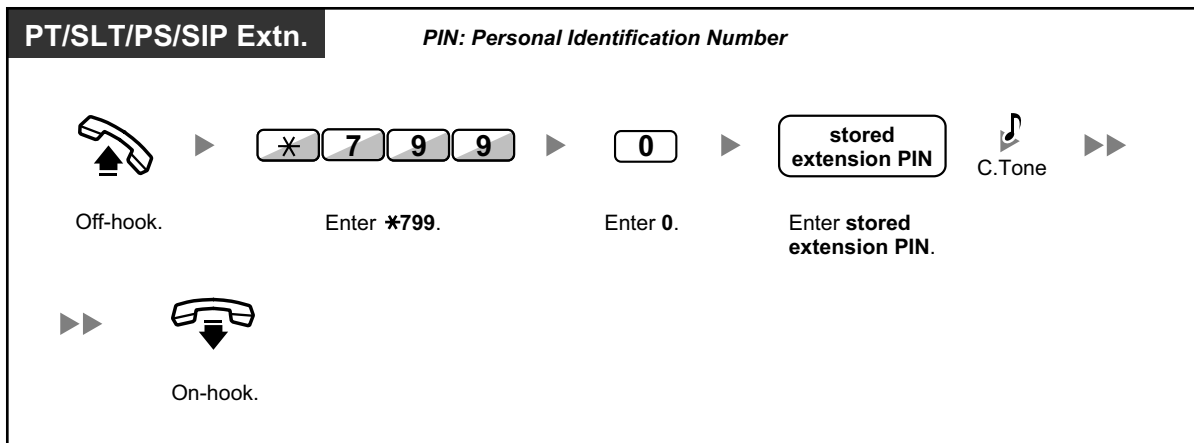 PT/SLT/PS/SIP Extn.
PIN: Personal Identification Number
* 7 9 9
0
stored
extension PIN
C.Tone
Off-hook.
Enter *799.
Enter 0.
Enter stored
extension PIN.
On-hook.